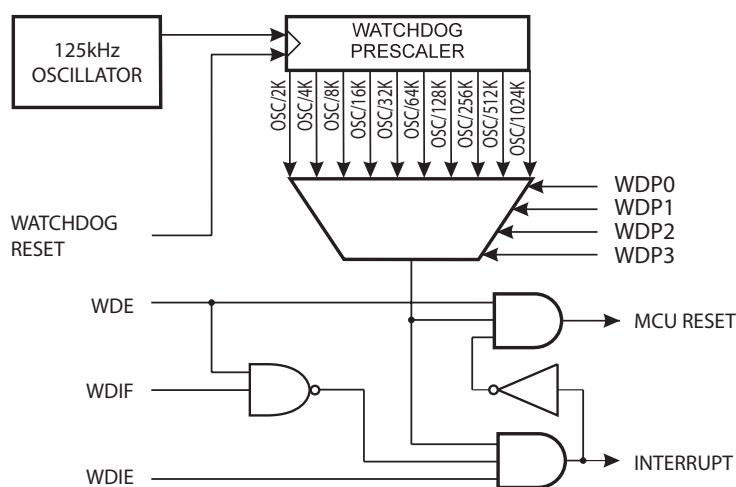 125kHz
OSCILLATOR
WATCHDOG
PRESCALER
OSC/2K
OSC/4K
OSC/8K
OSC/16K
OSC/32K
OSC/64K
OSC/128K
OSC/256K
OSC/512K
OSC/1024K
WDP0
WDP1
WDP2
WDP3
WATCHDOG
RESET
WDE
MCU RESET
WDIF
INTERRUPT
WDIE